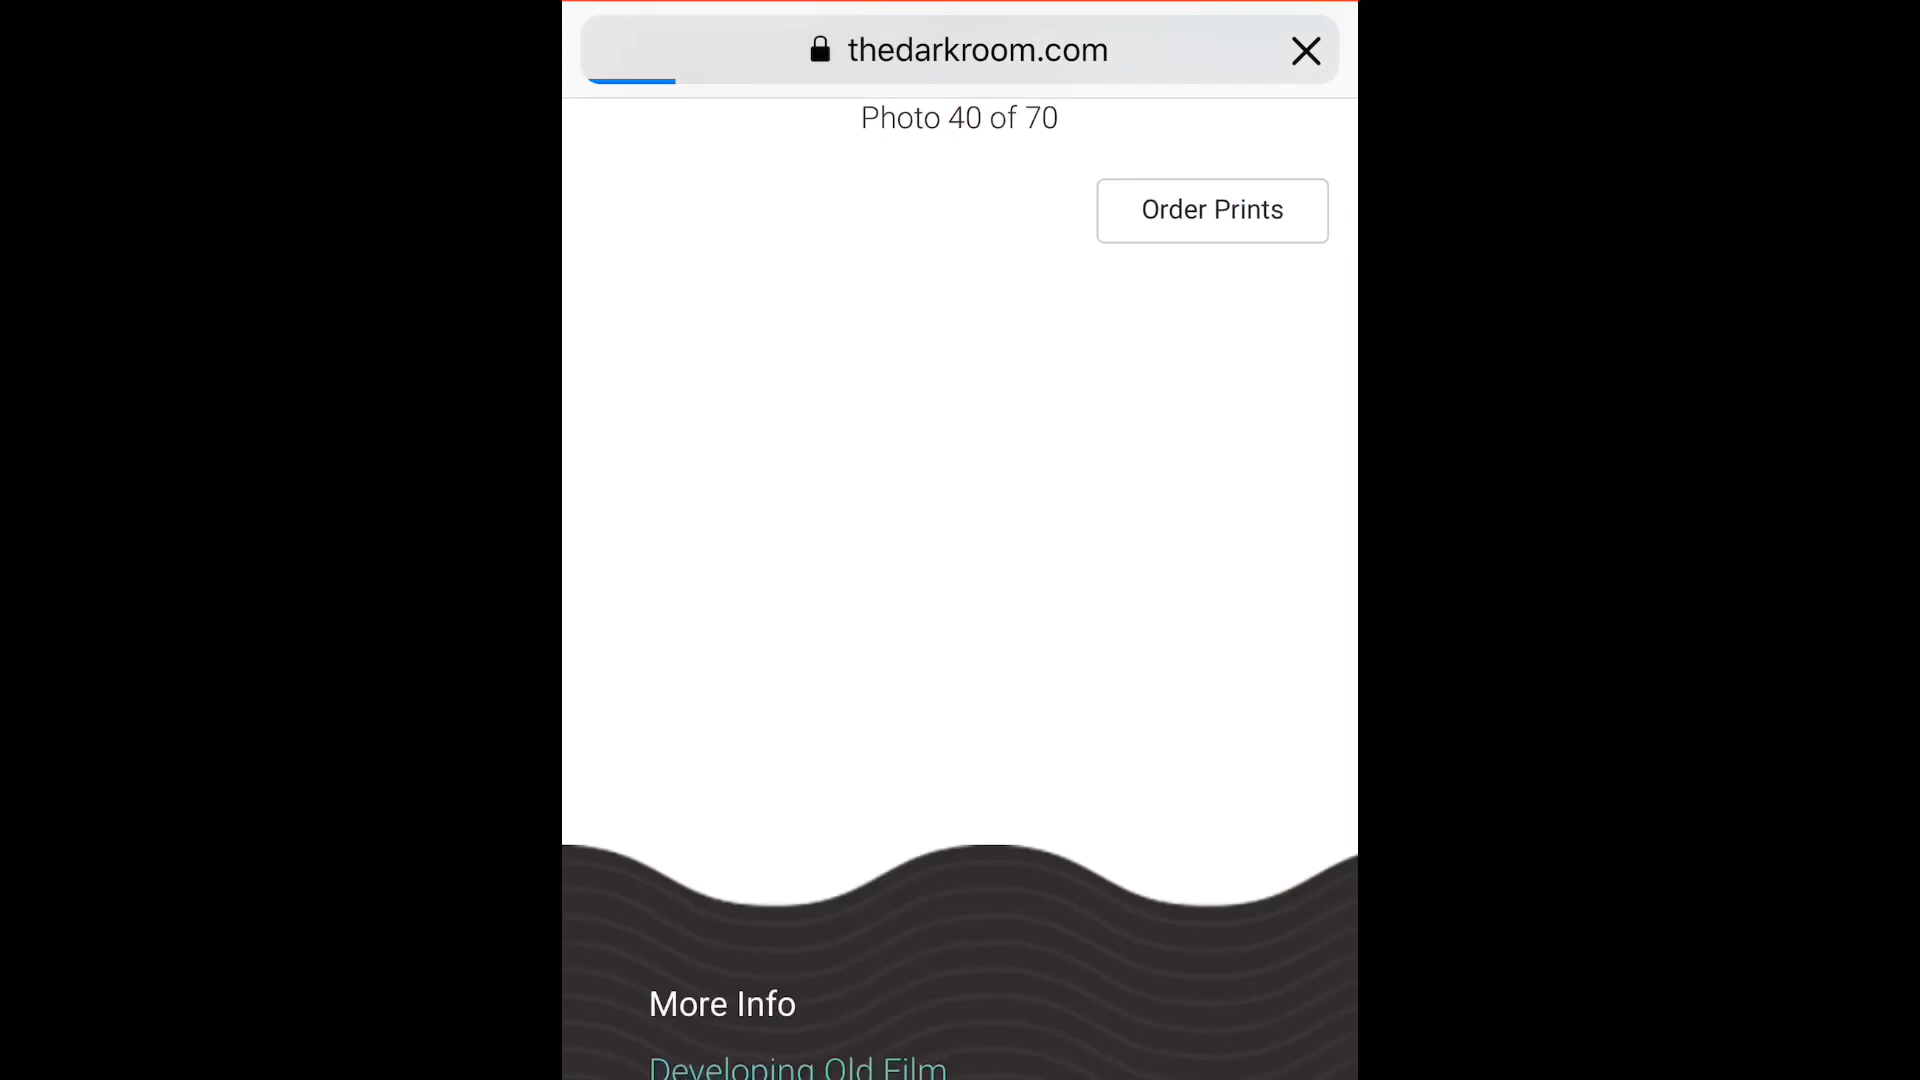 thedarkroom.com
Photo 40 of 70
Order Prints
More Info
Developing Old Film